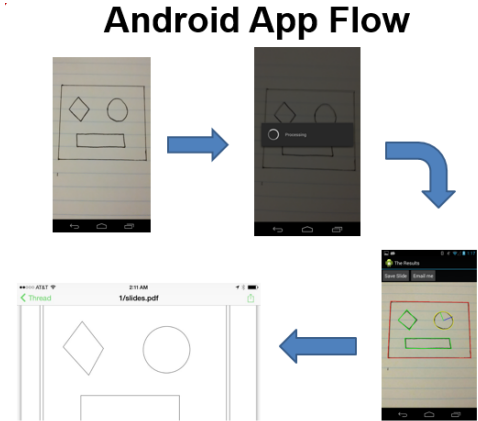 Android App Flow
Processing
The Results
Save Slide Email me
AT&T 2:11 AM
Thread 1/slides.pdf